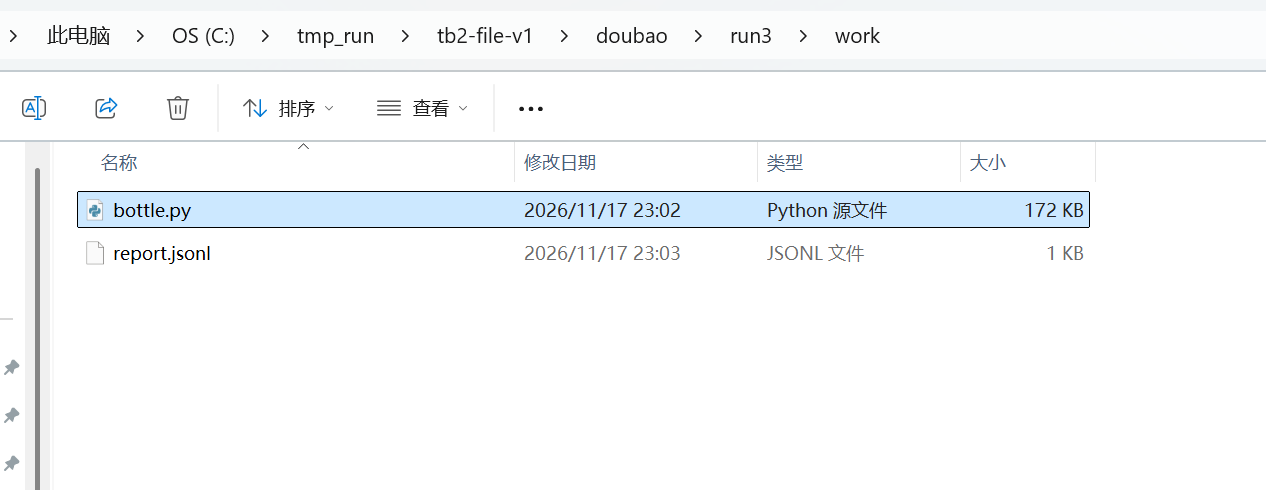 此电脑 OS (C:) tmp_run tb2-file-v1 doubao run3 work
排序 查看
名称 修改日期 类型 大小
bottle.py 2026/11/17 23:02 Python 源文件 172 KB
report.jsonl 2026/11/17 23:03 JSONL 文件 1 KB